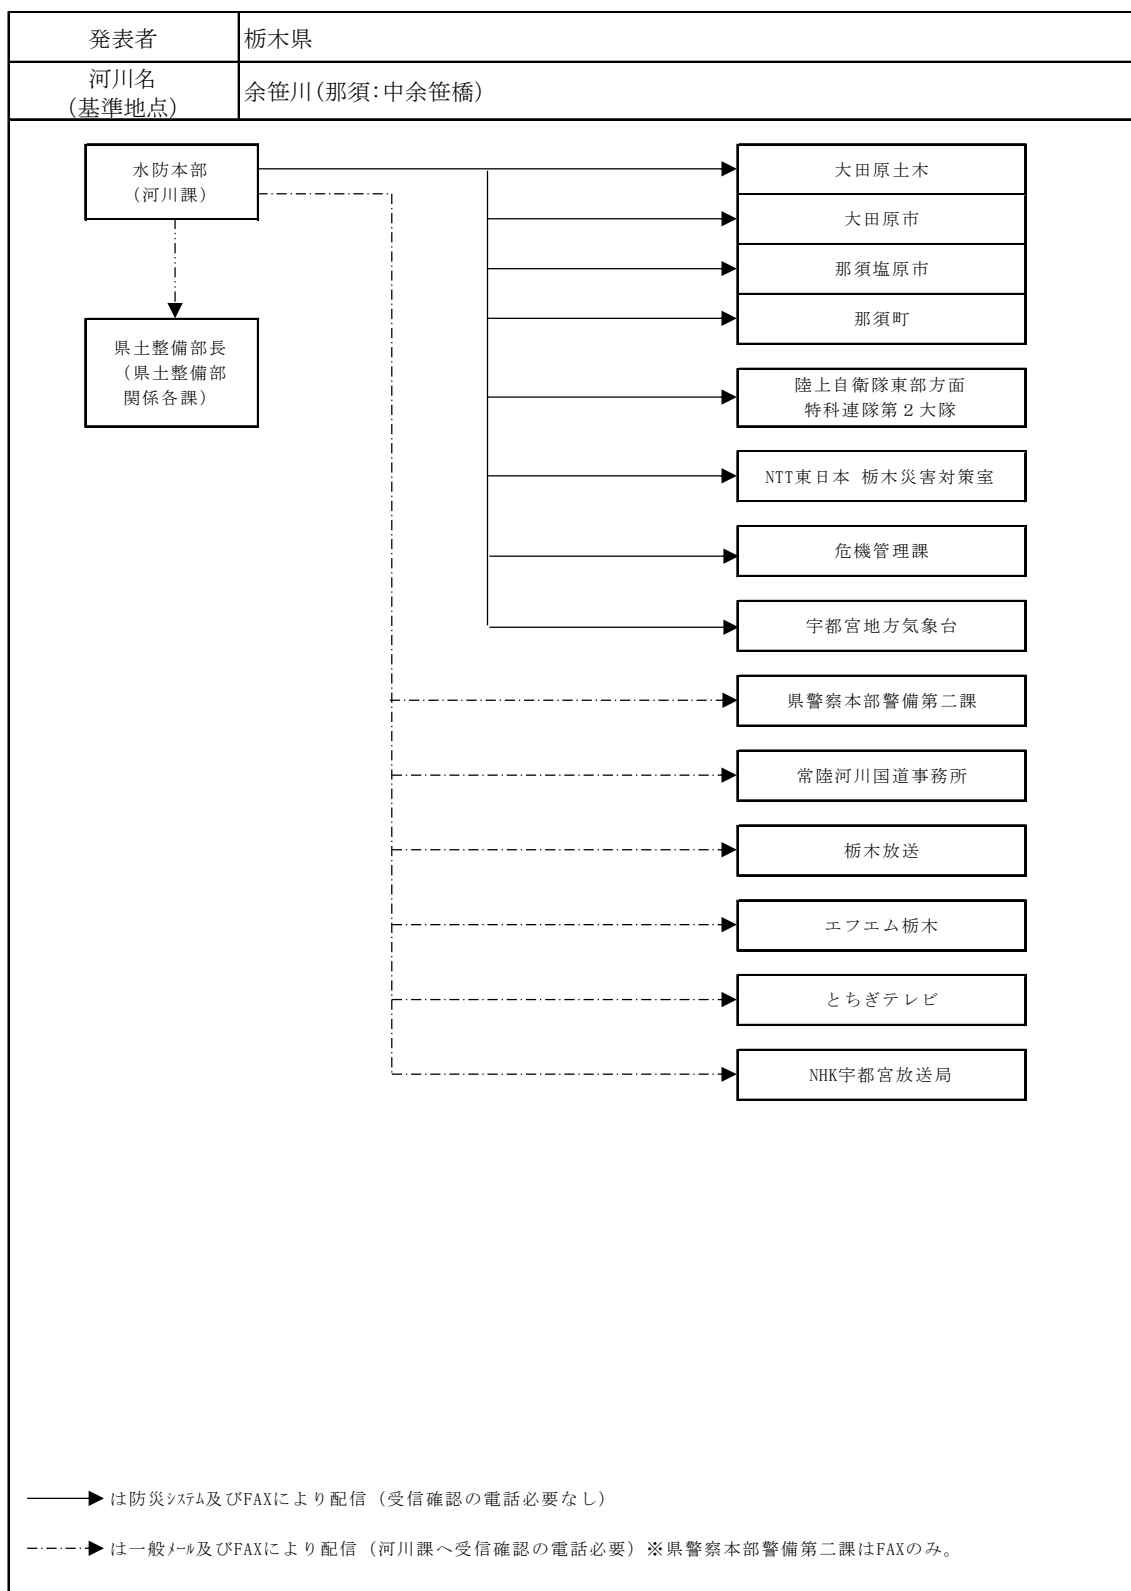 発表者
栃木県
河川名
(基準地点)
余笹川(那須:中余笹橋)
水防本部
(河川課)
県土整備部長
(県土整備部
関係各課)
大田原土木
大田原市
那須塩原市
那須町
陸上自衛隊東部方面
特科連隊第２大隊
NTT東日本 栃木災害対策室
危機管理課
宇都宮地方気象台
県警察本部警備第二課
常陸河川国道事務所
栃木放送
エフエム栃木
とちぎテレビ
NHK宇都宮放送局
は防災ｼｽﾃﾑ及びFAXにより配信（受信確認の電話必要なし）
は一般ﾒｰﾙ及びFAXにより配信（河川課へ受信確認の電話必要）※県警察本部警備第二課はFAXのみ。